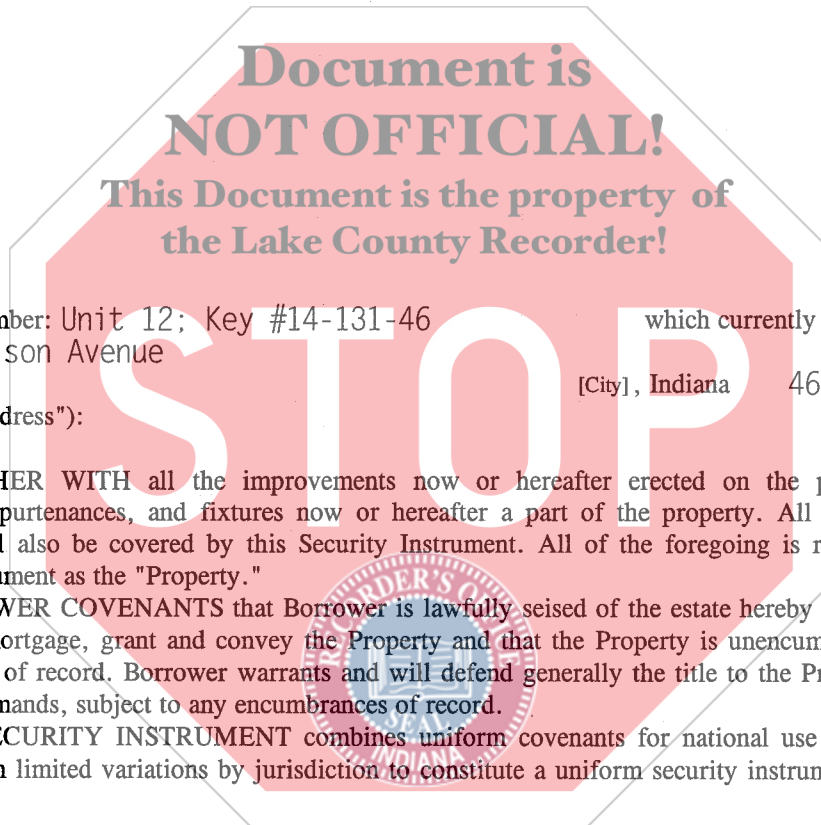 Document is
NOT OFFICIAL!
This Document is the property of
the Lake County Recorder!
STOP
nber: Unit 12; Key #14-131-46 which currently
son Avenue
[City], Indiana 46
dress"):
HER WITH all the improvements now or hereafter erected on the p
purtenances, and fixtures now or hereafter a part of the property. All
l also be covered by this Security Instrument. All of the foregoing is r
ument as the "Property."
WER COVENANTS that Borrower is lawfully seised of the estate hereby
ortgage, grant and convey the Property and that the Property is unencum
of record. Borrower warrants and will defend generally the title to the Pr
mands, subject to any encumbrances of record.
ECURITY INSTRUMENT combines uniform covenants for national use
n limited variations by jurisdiction to constitute a uniform security instrum
RECORDER'S OFFICE
SEAL
INDIANA